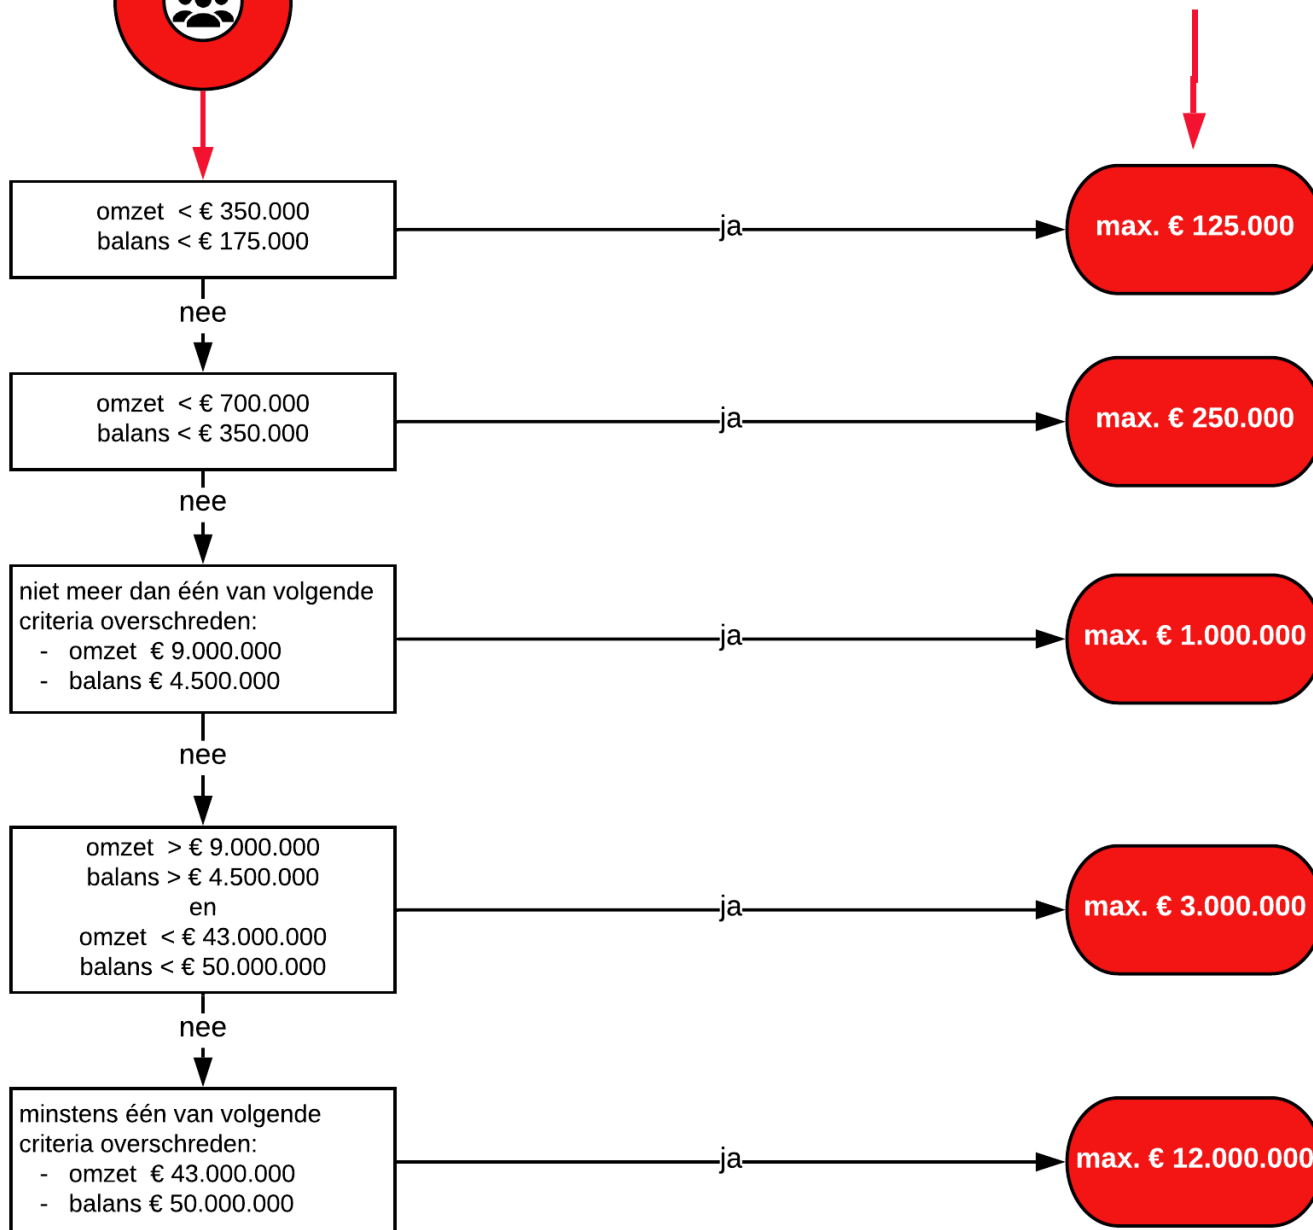 omzet < € 350.000
balans < € 175.000
ja
max. € 125.000
nee
omzet < € 700.000
balans < € 350.000
ja
max. € 250.000
nee
niet meer dan één van volgende
criteria overschreden:
- omzet € 9.000.000
- balans € 4.500.000
ja
max. € 1.000.000
nee
omzet > € 9.000.000
balans > € 4.500.000
en
omzet < € 43.000.000
balans < € 50.000.000
ja
max. € 3.000.000
nee
minstens één van volgende
criteria overschreden:
- omzet € 43.000.000
- balans € 50.000.000
ja
max. € 12.000.000